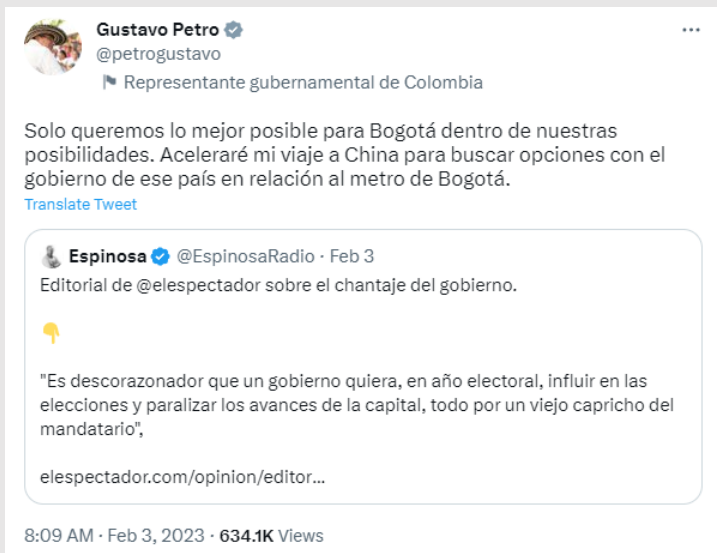 Gustavo Petro
@petrogustavo
Representante gubernamental de Colombia
Solo queremos lo mejor posible para Bogotá dentro de nuestras
posibilidades. Aceleraré mi viaje a China para buscar opciones con el
gobierno de ese país en relación al metro de Bogotá.
Translate Tweet
Espinosa @EspinosaRadio · Feb 3
Editorial de @elespectador sobre el chantaje del gobierno.
👇
"Es descorazonador que un gobierno quiera, en año electoral, influir en las
elecciones y paralizar los avances de la capital, todo por un viejo capricho del
mandatario",
elespectador.com/opinion/editor...
8:09 AM · Feb 3, 2023 · 634.1K Views